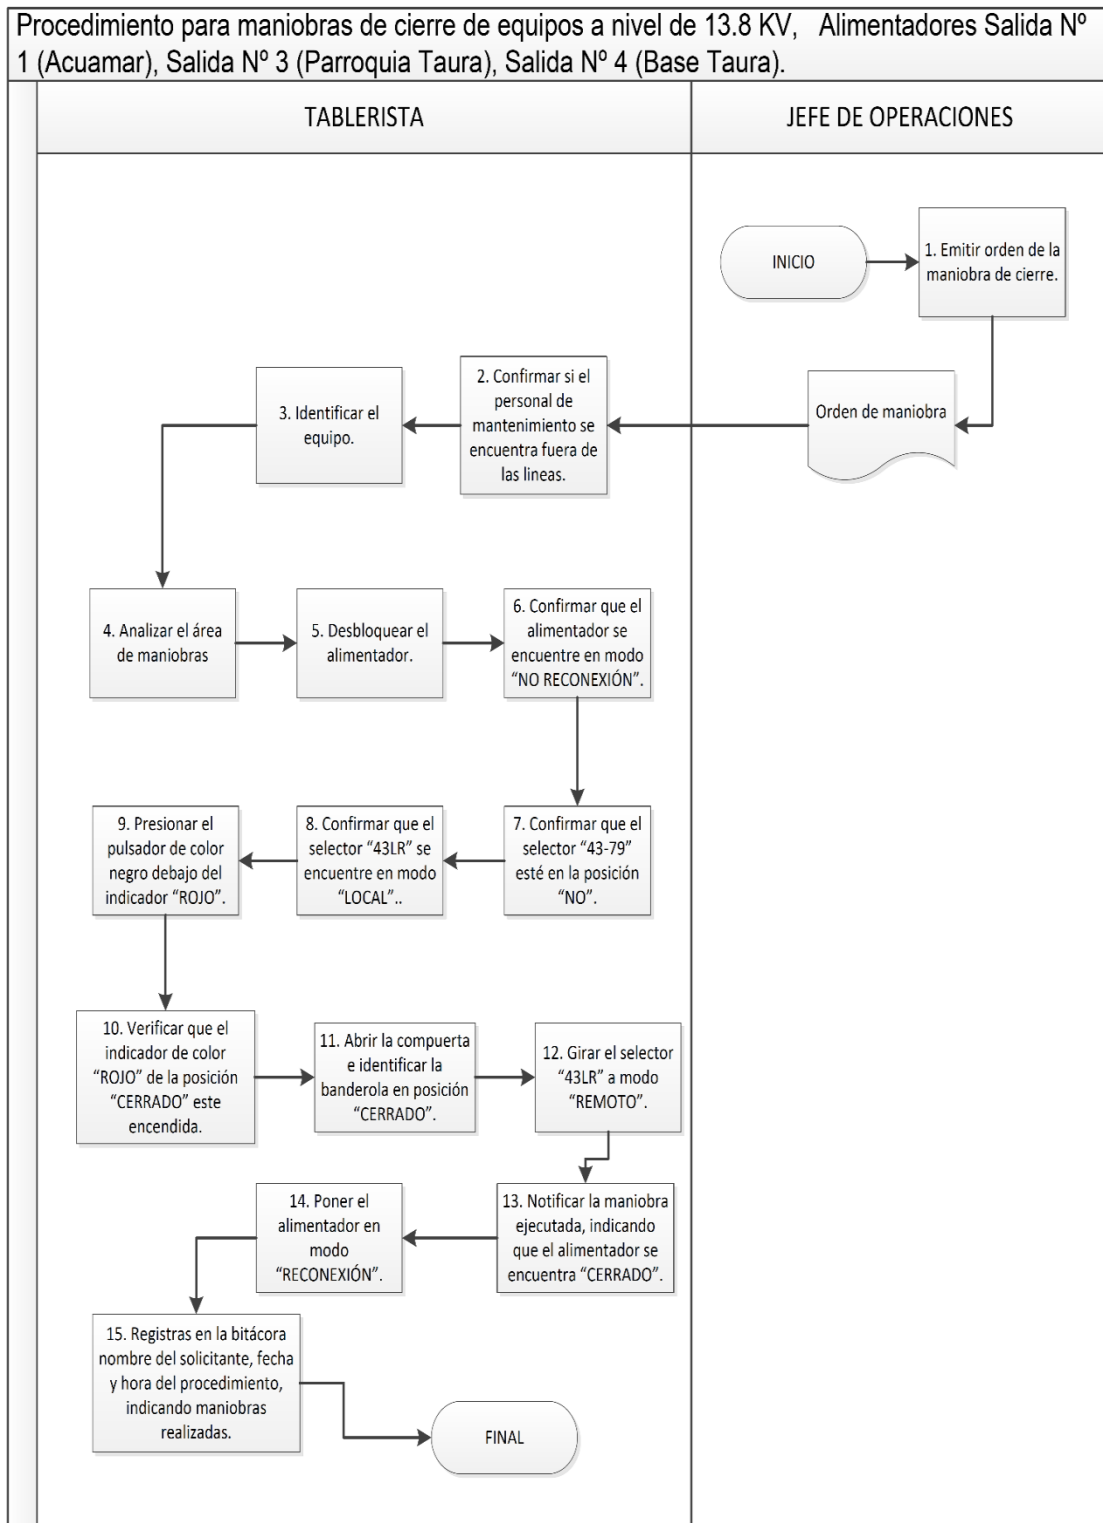 Procedimiento para maniobras de cierre de equipos a nivel de 13.8 KV, Alimentadores Salida Nº
1 (Acuamar), Salida Nº 3 (Parroquia Taura), Salida Nº 4 (Base Taura).
TABLERISTA
JEFE DE OPERACIONES
INICIO
1. Emitir orden de la
maniobra de cierre.
Orden de maniobra
2. Confirmar si el
personal de
mantenimiento se
encuentra fuera de
las lineas.
3. Identificar el
equipo.
4. Analizar el área
de maniobras
5. Desbloquear el
alimentador.
6. Confirmar que el
alimentador se
encuentre en modo
“NO RECONEXIÓN”.
7. Confirmar que el
selector “43-79”
esté en la posición
“NO”.
8. Confirmar que el
selector “43LR” se
encuentre en modo
“LOCAL”..
9. Presionar el
pulsador de color
negro debajo del
indicador “ROJO”.
10. Verificar que el
indicador de color
“ROJO” de la posición
“CERRADO” este
encendida.
11. Abrir la compuerta
e identificar la
banderola en posición
“CERRADO”.
12. Girar el selector
“43LR” a modo
“REMOTO”.
13. Notificar la maniobra
ejecutada, indicando
que el alimentador se
encuentra “CERRADO”.
14. Poner el
alimentador en
modo
“RECONEXIÓN”.
15. Registras en la bitácora
nombre del solicitante, fecha
y hora del procedimiento,
indicando maniobras
realizadas.
FINAL